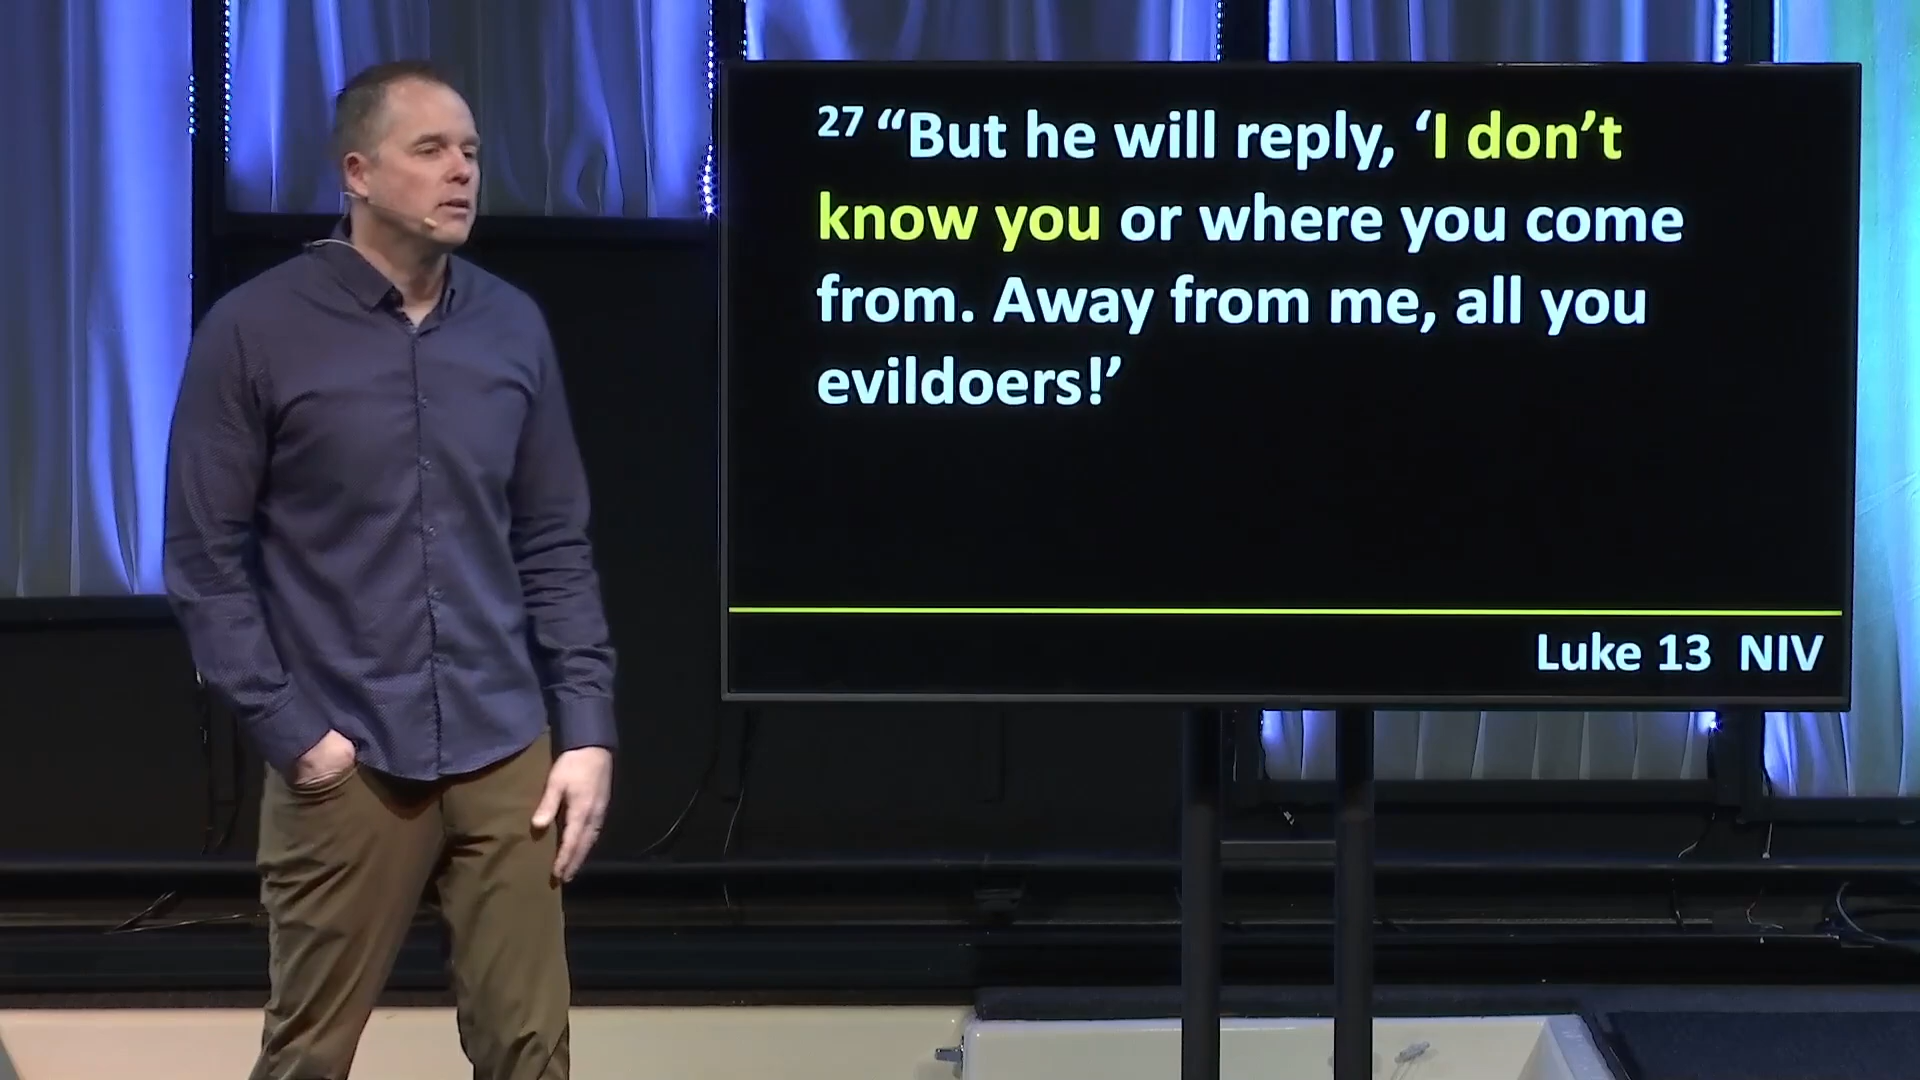 27 “But he will reply, ‘I don’t
know you or where you come
from. Away from me, all you
evildoers!’
Luke 13 NIV